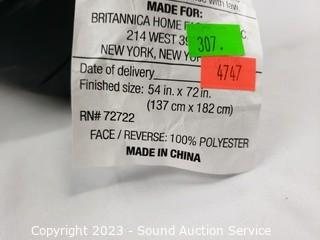 with law
MADE FOR:
BRITANNICA HOME
214 WEST
307.
NEW YORK, NEW
4747
Date of delivery
Finished size: 54 in. x 72 in.
(137 cm x 182 cm)
RN# 72722
FACE / REVERSE: 100% POLYESTER
MADE IN CHINA
Copyright 2023 - Sound Auction Service